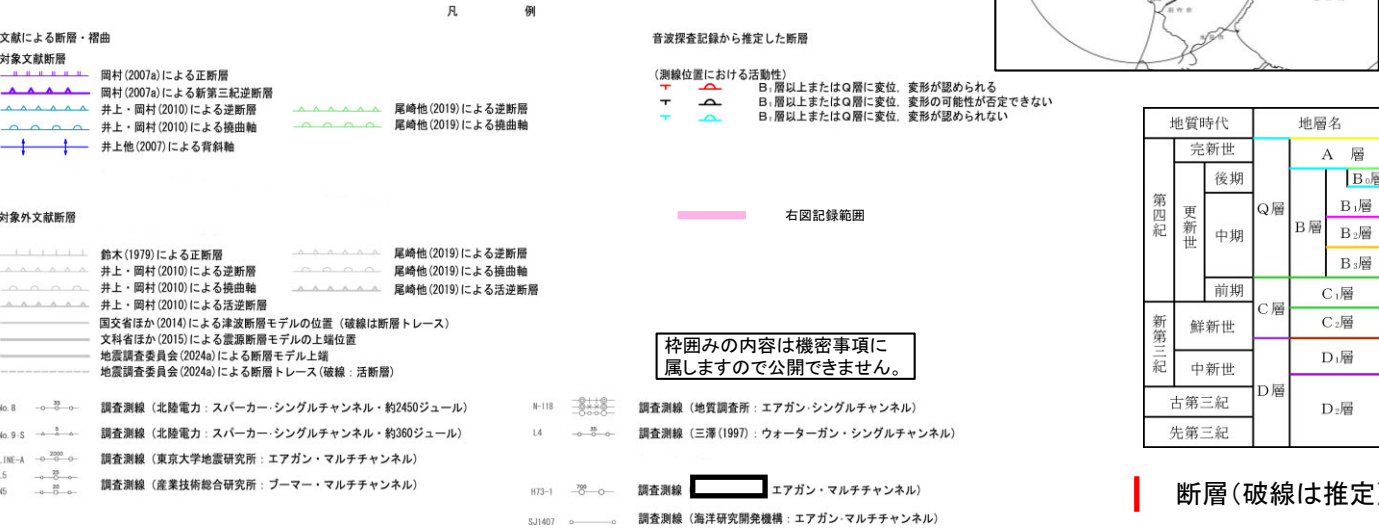 凡 例
文献による断層・褶曲
対象文献断層
岡村(2007a)による正断層
岡村(2007a)による新第三紀逆断層
井上・岡村(2010)による逆断層
尾崎他(2019)による逆断層
井上・岡村(2010)による撓曲軸
尾崎他(2019)による撓曲軸
井上他(2007)による背斜軸
対象外文献断層
鈴木(1979)による正断層
尾崎他(2019)による逆断層
井上・岡村(2010)による逆断層
尾崎他(2019)による撓曲軸
井上・岡村(2010)による撓曲軸
尾崎他(2019)による活逆断層
井上・岡村(2010)による活逆断層
国交省ほか(2014)による津波断層モデルの位置（破線は断層トレース）
文科省ほか(2015)による震源断層モデルの上端位置
地震調査委員会(2024a)による断層モデル上端
地震調査委員会(2024a)による断層トレース(破線：活断層)
No.8 調査測線（北陸電力：スパーカー・シングルチャンネル・約2450ジュール）
No.9-S 5 調査測線（北陸電力：スパーカー・シングルチャンネル・約360ジュール）
LINE-A 2000 調査測線（東京大学地震研究所：エアガン・マルチチャンネル）
調査測線（産業技術総合研究所：ブーマー・マルチチャンネル）
音波探査記録から推定した断層
(測線位置における活動性)
B₁層以上またはQ層に変位，変形が認められる
B₁層以上またはQ層に変位，変形の可能性が否定できない
B₁層以上またはQ層に変位，変形が認められない
右図記録範囲
枠囲みの内容は機密事項に
属しますので公開できません。
N-118 調査測線（地質調査所：エアガン・シングルチャンネル）
L4 調査測線（三澤(1997)：ウォーターガン・シングルチャンネル）
H73-1 700 調査測線 エアガン・マルチチャンネル）
SJ1407 調査測線（海洋研究開発機構：エアガン・マルチチャンネル）
地質時代 地層名
第四紀 完新世 Q層 A 層
更新世 後期 B層 B₀層
B₁層
中期 B₂層
B₃層
前期 C層 C₁層
新第三紀 鮮新世 C₂層
中新世 D層 D₁層
古第三紀 D₂層
先第三紀
断層(破線は推定)